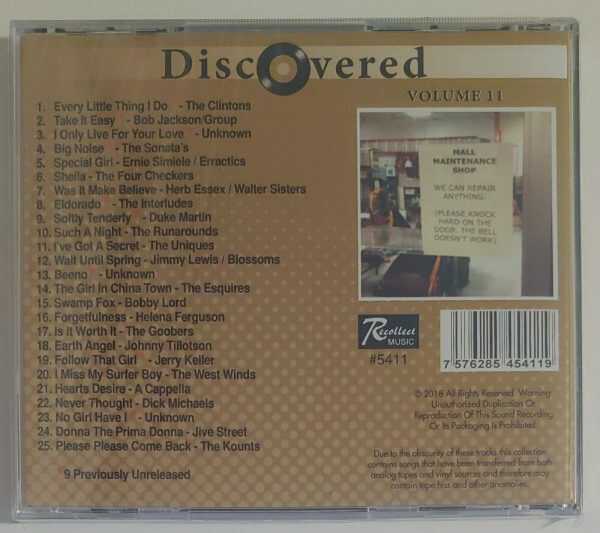 Discovered
VOLUME 11
1. Every Little Thing I Do - The Clintons
2. Take It Easy - Bob Jackson/Group
3. I Only Live For Your Love - Unknown
4. Big Noise - The Sonata's
5. Special Girl - Ernie Simiele / Erractics
6. Sheila - The Four Checkers
7. Was It Make Believe - Herb Essex / Walter Sisters
8. Eldorado - The Interludes
9. Softly Tenderly - Duke Martin
10. Such A Night - The Runarounds
11. I've Got A Secret - The Uniques
12. Wait Until Spring - Jimmy Lewis / Blossoms
13. Beeno - Unknown
14. The Girl In China Town - The Esquires
15. Swamp Fox - Bobby Lord
16. Forgetfulness - Helena Ferguson
17. Is It Worth It - The Goobers
18. Earth Angel - Johnny Tillotson
19. Follow That Girl - Jerry Keller
20. I Miss My Surfer Boy - The West Winds
21. Hearts Desire - A Cappella
22. Never Thought - Dick Michaels
23. No Girl Have I - Unknown
24. Donna The Prima Donna - Jive Street
25. Please Please Come Back - The Kounts
9 Previously Unreleased
MALL
MAINTENANCE
SHOP
WE CAN REPAIR
ANYTHING.
(PLEASE KNOCK
HARD ON THE
DOOR. THE BELL
DOESN'T WORK)
Recollect
MUSIC
#5411
7 576285 454119
© 2018 All Rights Reserved. Warning
Unauthorized Duplication Or
Reproduction Of This Sound Recording
Or Its Packaging Is Prohibited.
Due to the obscurity of these tracks, this collection
contains songs that have been transferred from both
analog tapes and vinyl sources and therefore may
contain tape hiss and other anomalies.